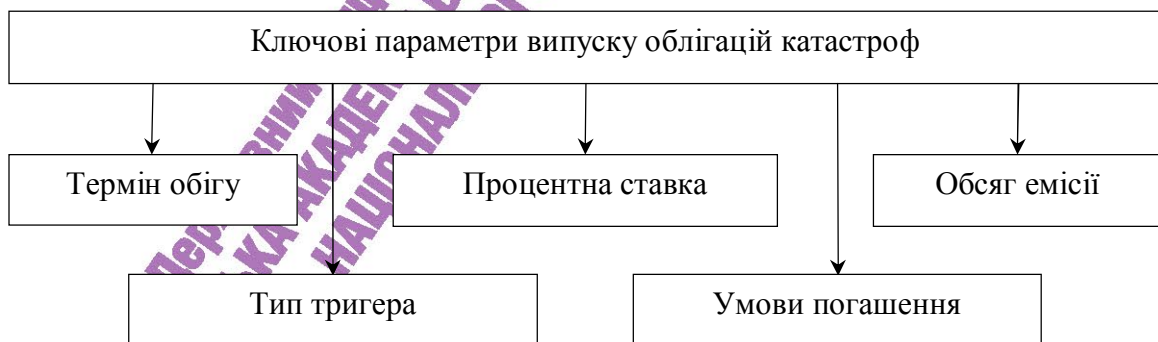 Ключові параметри випуску облігацій катастроф
Термін обігу
Процентна ставка
Обсяг емісії
Тип тригера
Умови погашення